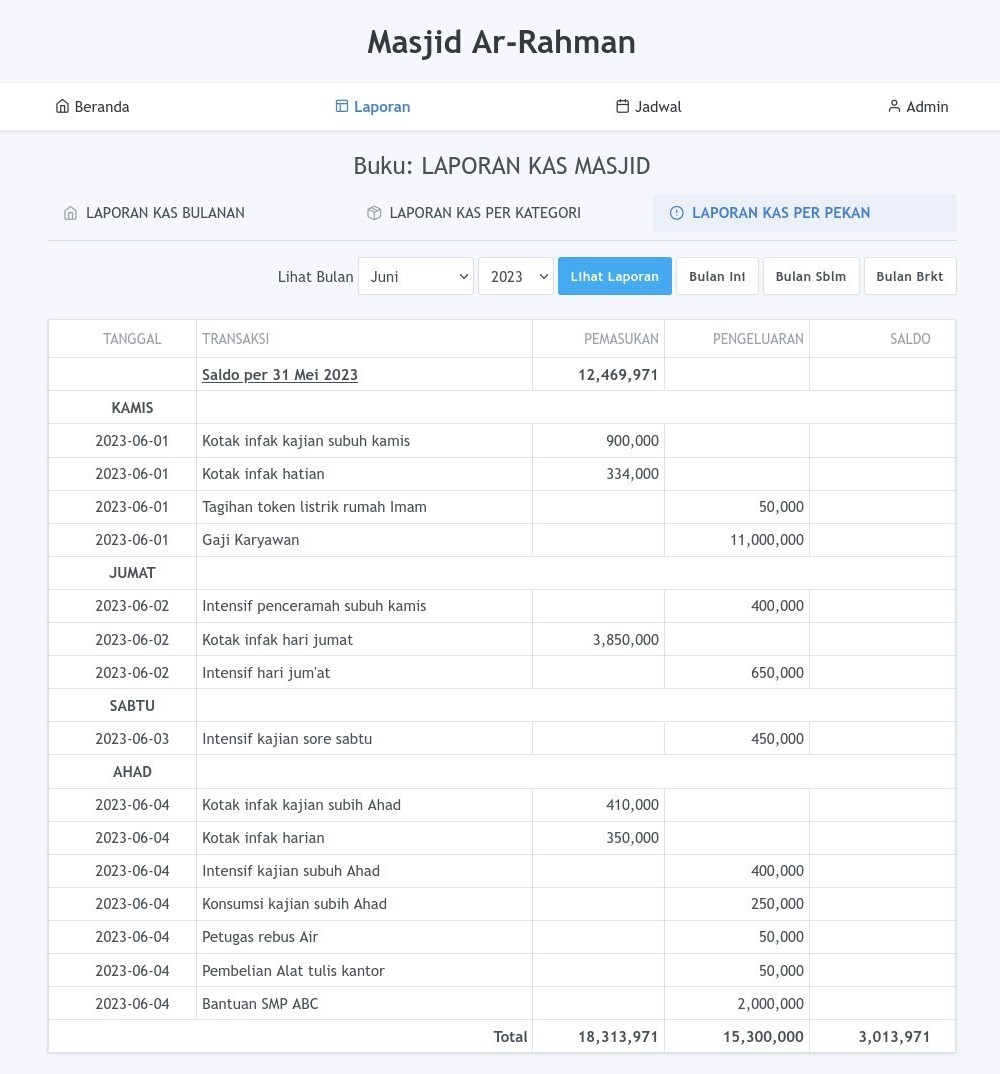 Masjid Ar-Rahman
Beranda Laporan Jadwal Admin
Buku: LAPORAN KAS MASJID
LAPORAN KAS BULANAN LAPORAN KAS PER KATEGORI LAPORAN KAS PER PEKAN
Lihat Bulan Juni 2023 Lihat Laporan Bulan Ini Bulan Sblm Bulan Brkt
TANGGAL TRANSAKSI PEMASUKAN PENGELUARAN SALDO
Saldo per 31 Mei 2023 12,469,971
KAMIS
2023-06-01 Kotak infak kajian subuh kamis 900,000
2023-06-01 Kotak infak hatian 334,000
2023-06-01 Tagihan token listrik rumah Imam 50,000
2023-06-01 Gaji Karyawan 11,000,000
JUMAT
2023-06-02 Intensif penceramah subuh kamis 400,000
2023-06-02 Kotak infak hari jumat 3,850,000
2023-06-02 Intensif hari jum'at 650,000
SABTU
2023-06-03 Intensif kajian sore sabtu 450,000
AHAD
2023-06-04 Kotak infak kajian subih Ahad 410,000
2023-06-04 Kotak infak harian 350,000
2023-06-04 Intensif kajian subuh Ahad 400,000
2023-06-04 Konsumsi kajian subih Ahad 250,000
2023-06-04 Petugas rebus Air 50,000
2023-06-04 Pembelian Alat tulis kantor 50,000
2023-06-04 Bantuan SMP ABC 2,000,000
Total 18,313,971 15,300,000 3,013,971